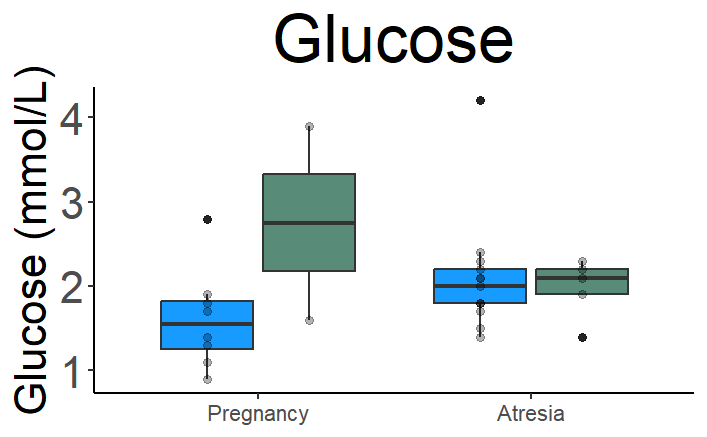 Glucose
Glucose (mmol/L)
4
3
2
1
Pregnancy
Atresia